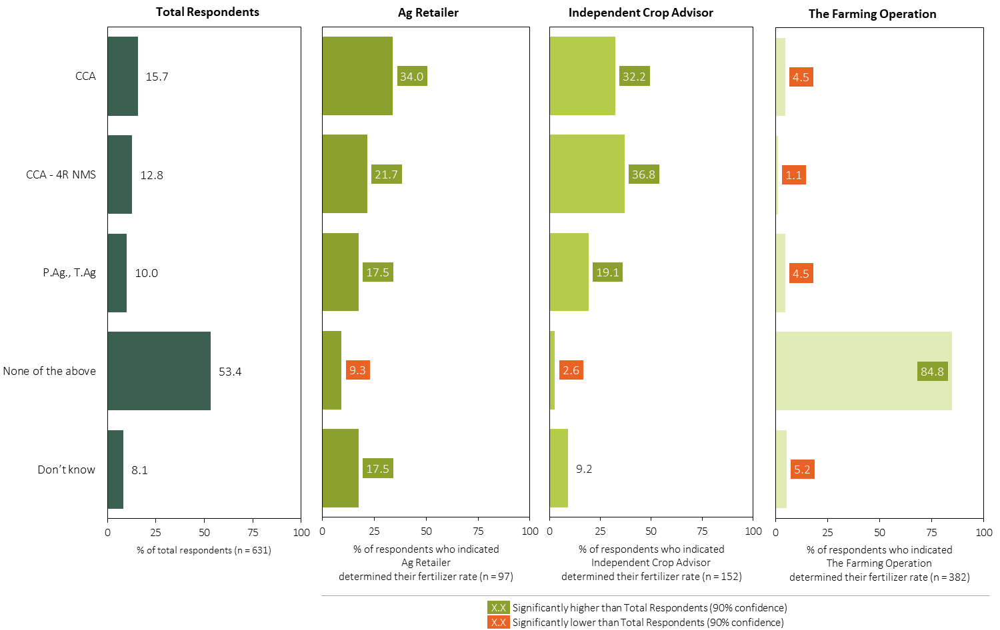 Total Respondents
Ag Retailer
Independent Crop Advisor
The Farming Operation
CCA
15.7
34.0
32.2
4.5
CCA - 4R NMS
12.8
21.7
36.8
1.1
P.Ag., T.Ag
10.0
17.5
19.1
4.5
None of the above
53.4
9.3
2.6
84.8
Don’t know
8.1
17.5
9.2
5.2
0 25 50 75 100
0 25 50 75 100
0 25 50 75 100
0 25 50 75 100
% of total respondents (n = 631)
% of respondents who indicated
Ag Retailer
determined their fertilizer rate (n = 97)
% of respondents who indicated
Independent Crop Advisor
determined their fertilizer rate (n = 152)
% of respondents who indicated
The Farming Operation
determined their fertilizer rate (n = 382)
X.X Significantly higher than Total Respondents (90% confidence)
X.X Significantly lower than Total Respondents (90% confidence)